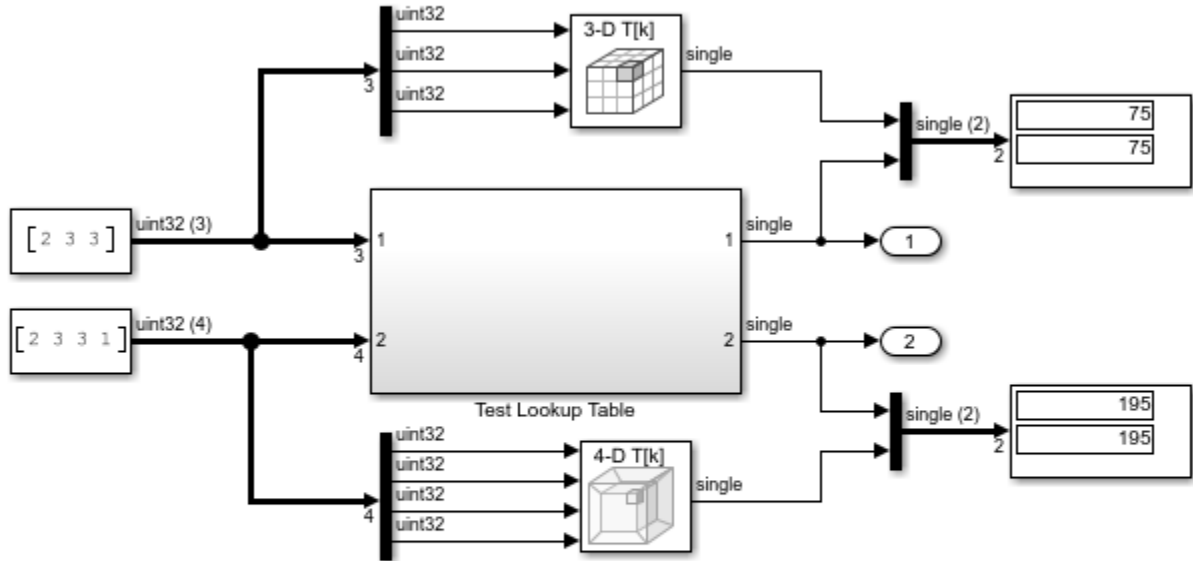 uint32
3-D T[k]
uint32
single
3
uint32
single (2)
75
75
2
[2 3 3]
uint32 (3)
3
1
1
single
1
[2 3 3 1]
uint32 (4)
4
2
2
single
2
Test Lookup Table
uint32
4-D T[k]
uint32
uint32
single
4
uint32
single (2)
195
195
2